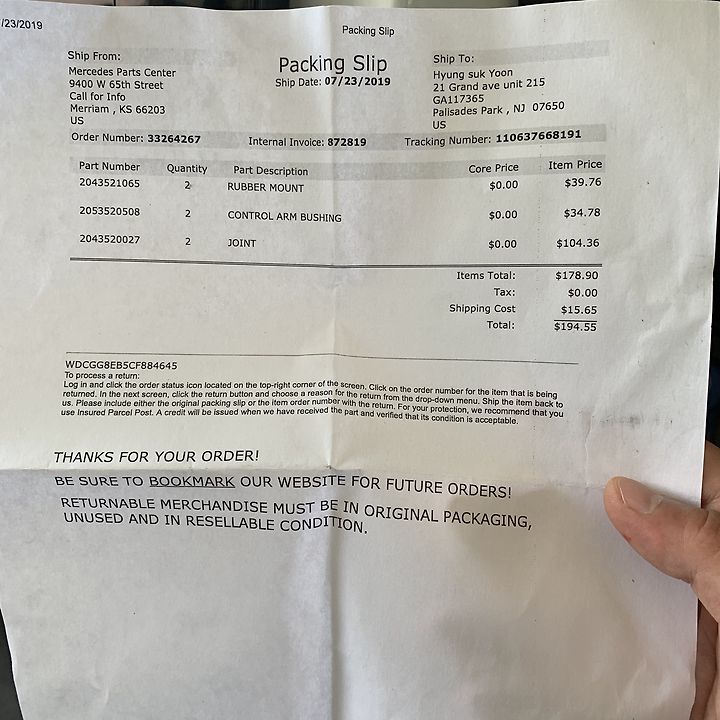 /23/2019
Packing Slip
Ship From:
Mercedes Parts Center
9400 W 65th Street
Call for Info
Merriam , KS 66203
US
Packing Slip
Ship Date: 07/23/2019
Ship To:
Hyung suk Yoon
21 Grand ave unit 215
GA117365
Palisades Park , NJ 07650
US
Order Number: 33264267 Internal Invoice: 872819 Tracking Number: 110637668191
Part Number Quantity Part Description Core Price Item Price
2043521065 2 RUBBER MOUNT $0.00 $39.76
2053520508 2 CONTROL ARM BUSHING $0.00 $34.78
2043520027 2 JOINT $0.00 $104.36
Items Total: $178.90
Tax: $0.00
Shipping Cost $15.65
Total: $194.55
WDCGG8EB5CF884645
To process a return:
Log in and click the order status icon located on the top-right corner of the screen. Click on the order number for the item that is being
returned. In the next screen, click the return button and choose a reason for the return from the drop-down menu. Ship the item back to
us. Please include either the original packing slip or the item order number with the return. For your protection, we recommend that you
use Insured Parcel Post. A credit will be issued when we have received the part and verified that its condition is acceptable.
THANKS FOR YOUR ORDER!
BE SURE TO BOOKMARK OUR WEBSITE FOR FUTURE ORDERS!
RETURNABLE MERCHANDISE MUST BE IN ORIGINAL PACKAGING,
UNUSED AND IN RESELLABLE CONDITION.